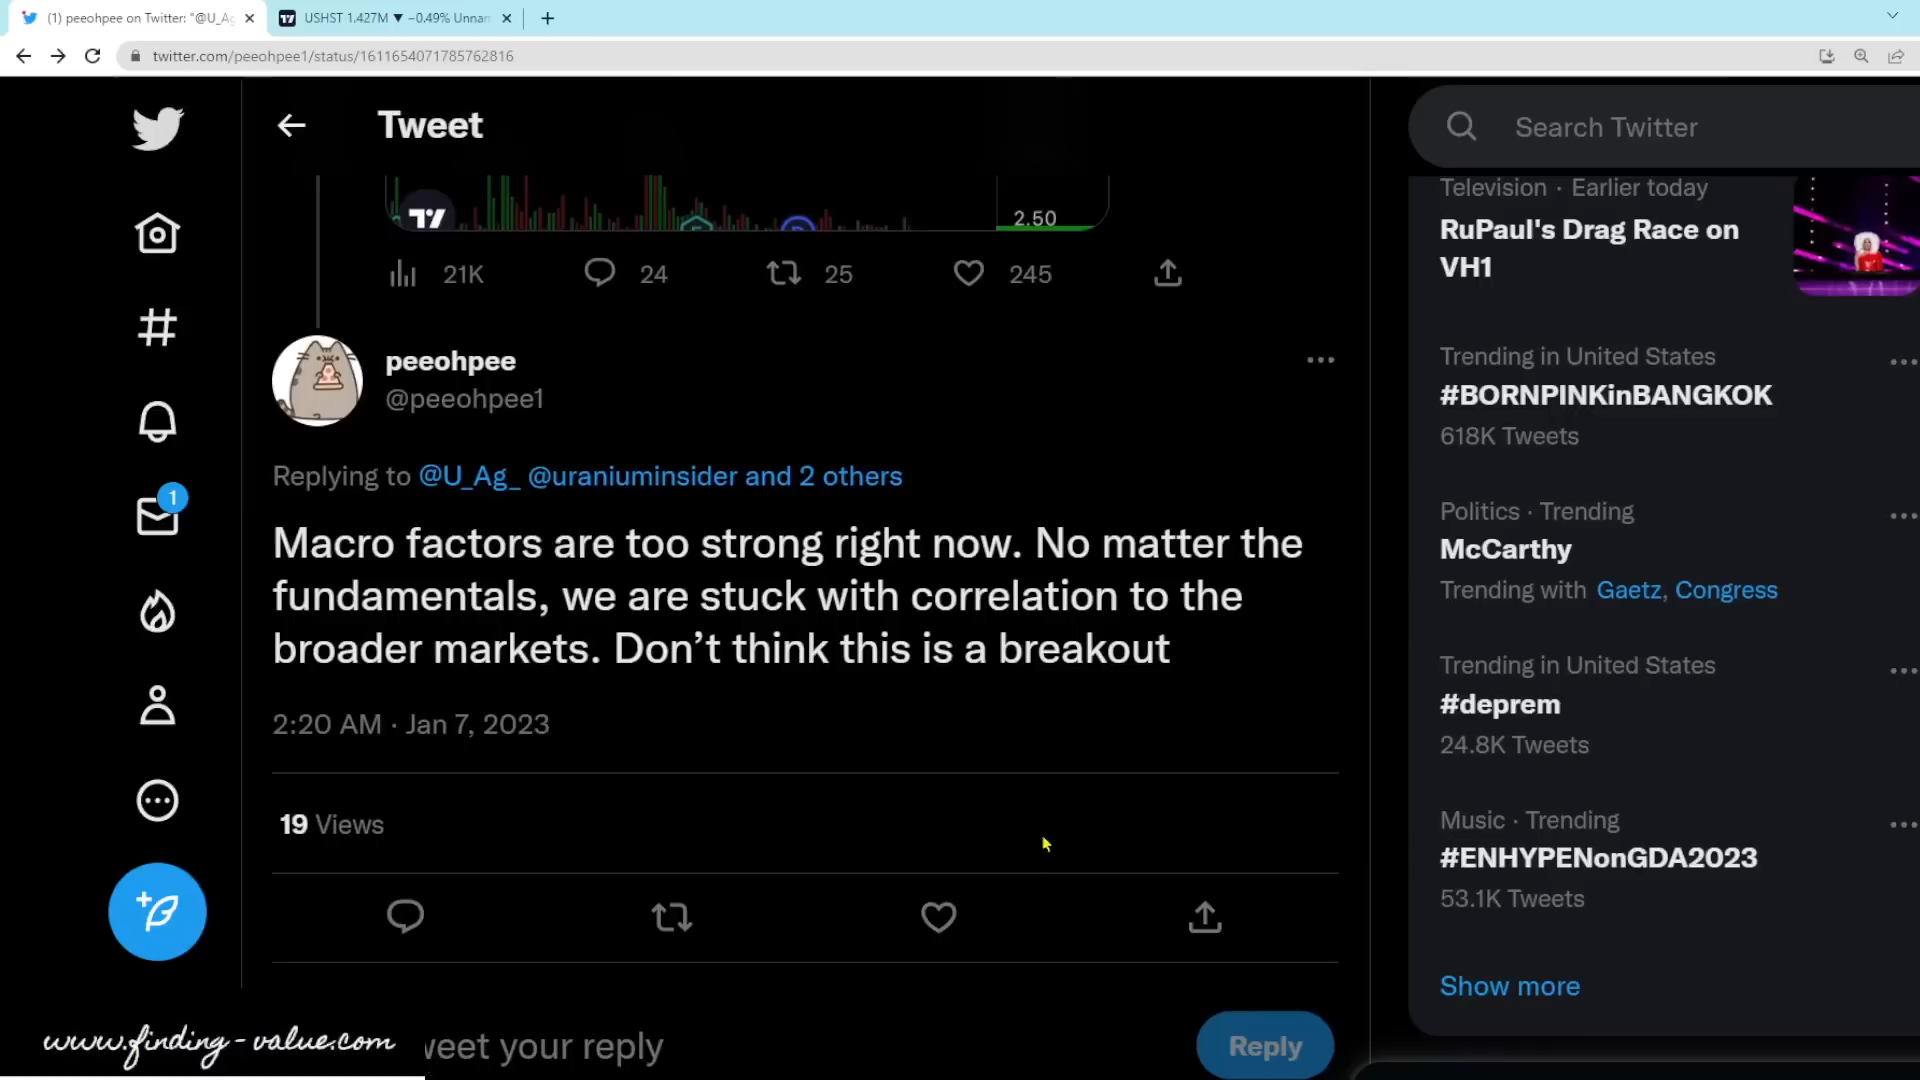 (1) peeohpee on Twitter: "@U_Ag
USHST 1.427M ▼ −0.49% Unnar
twitter.com/peeohpee1/status/1611654071785762816
Tweet
Search Twitter
2.50
21K 24 25 245
peeohpee
@peeohpee1
Replying to @U_Ag_ @uraniuminsider and 2 others
Macro factors are too strong right now. No matter the
fundamentals, we are stuck with correlation to the
broader markets. Don’t think this is a breakout
2:20 AM · Jan 7, 2023
19 Views
weet your reply
Reply
1
Television · Earlier today
RuPaul's Drag Race on
VH1
Trending in United States
#BORNPINKinBANGKOK
618K Tweets
Politics · Trending
McCarthy
Trending with Gaetz, Congress
Trending in United States
#deprem
24.8K Tweets
Music · Trending
#ENHYPENonGDA2023
53.1K Tweets
Show more
www.finding-value.com